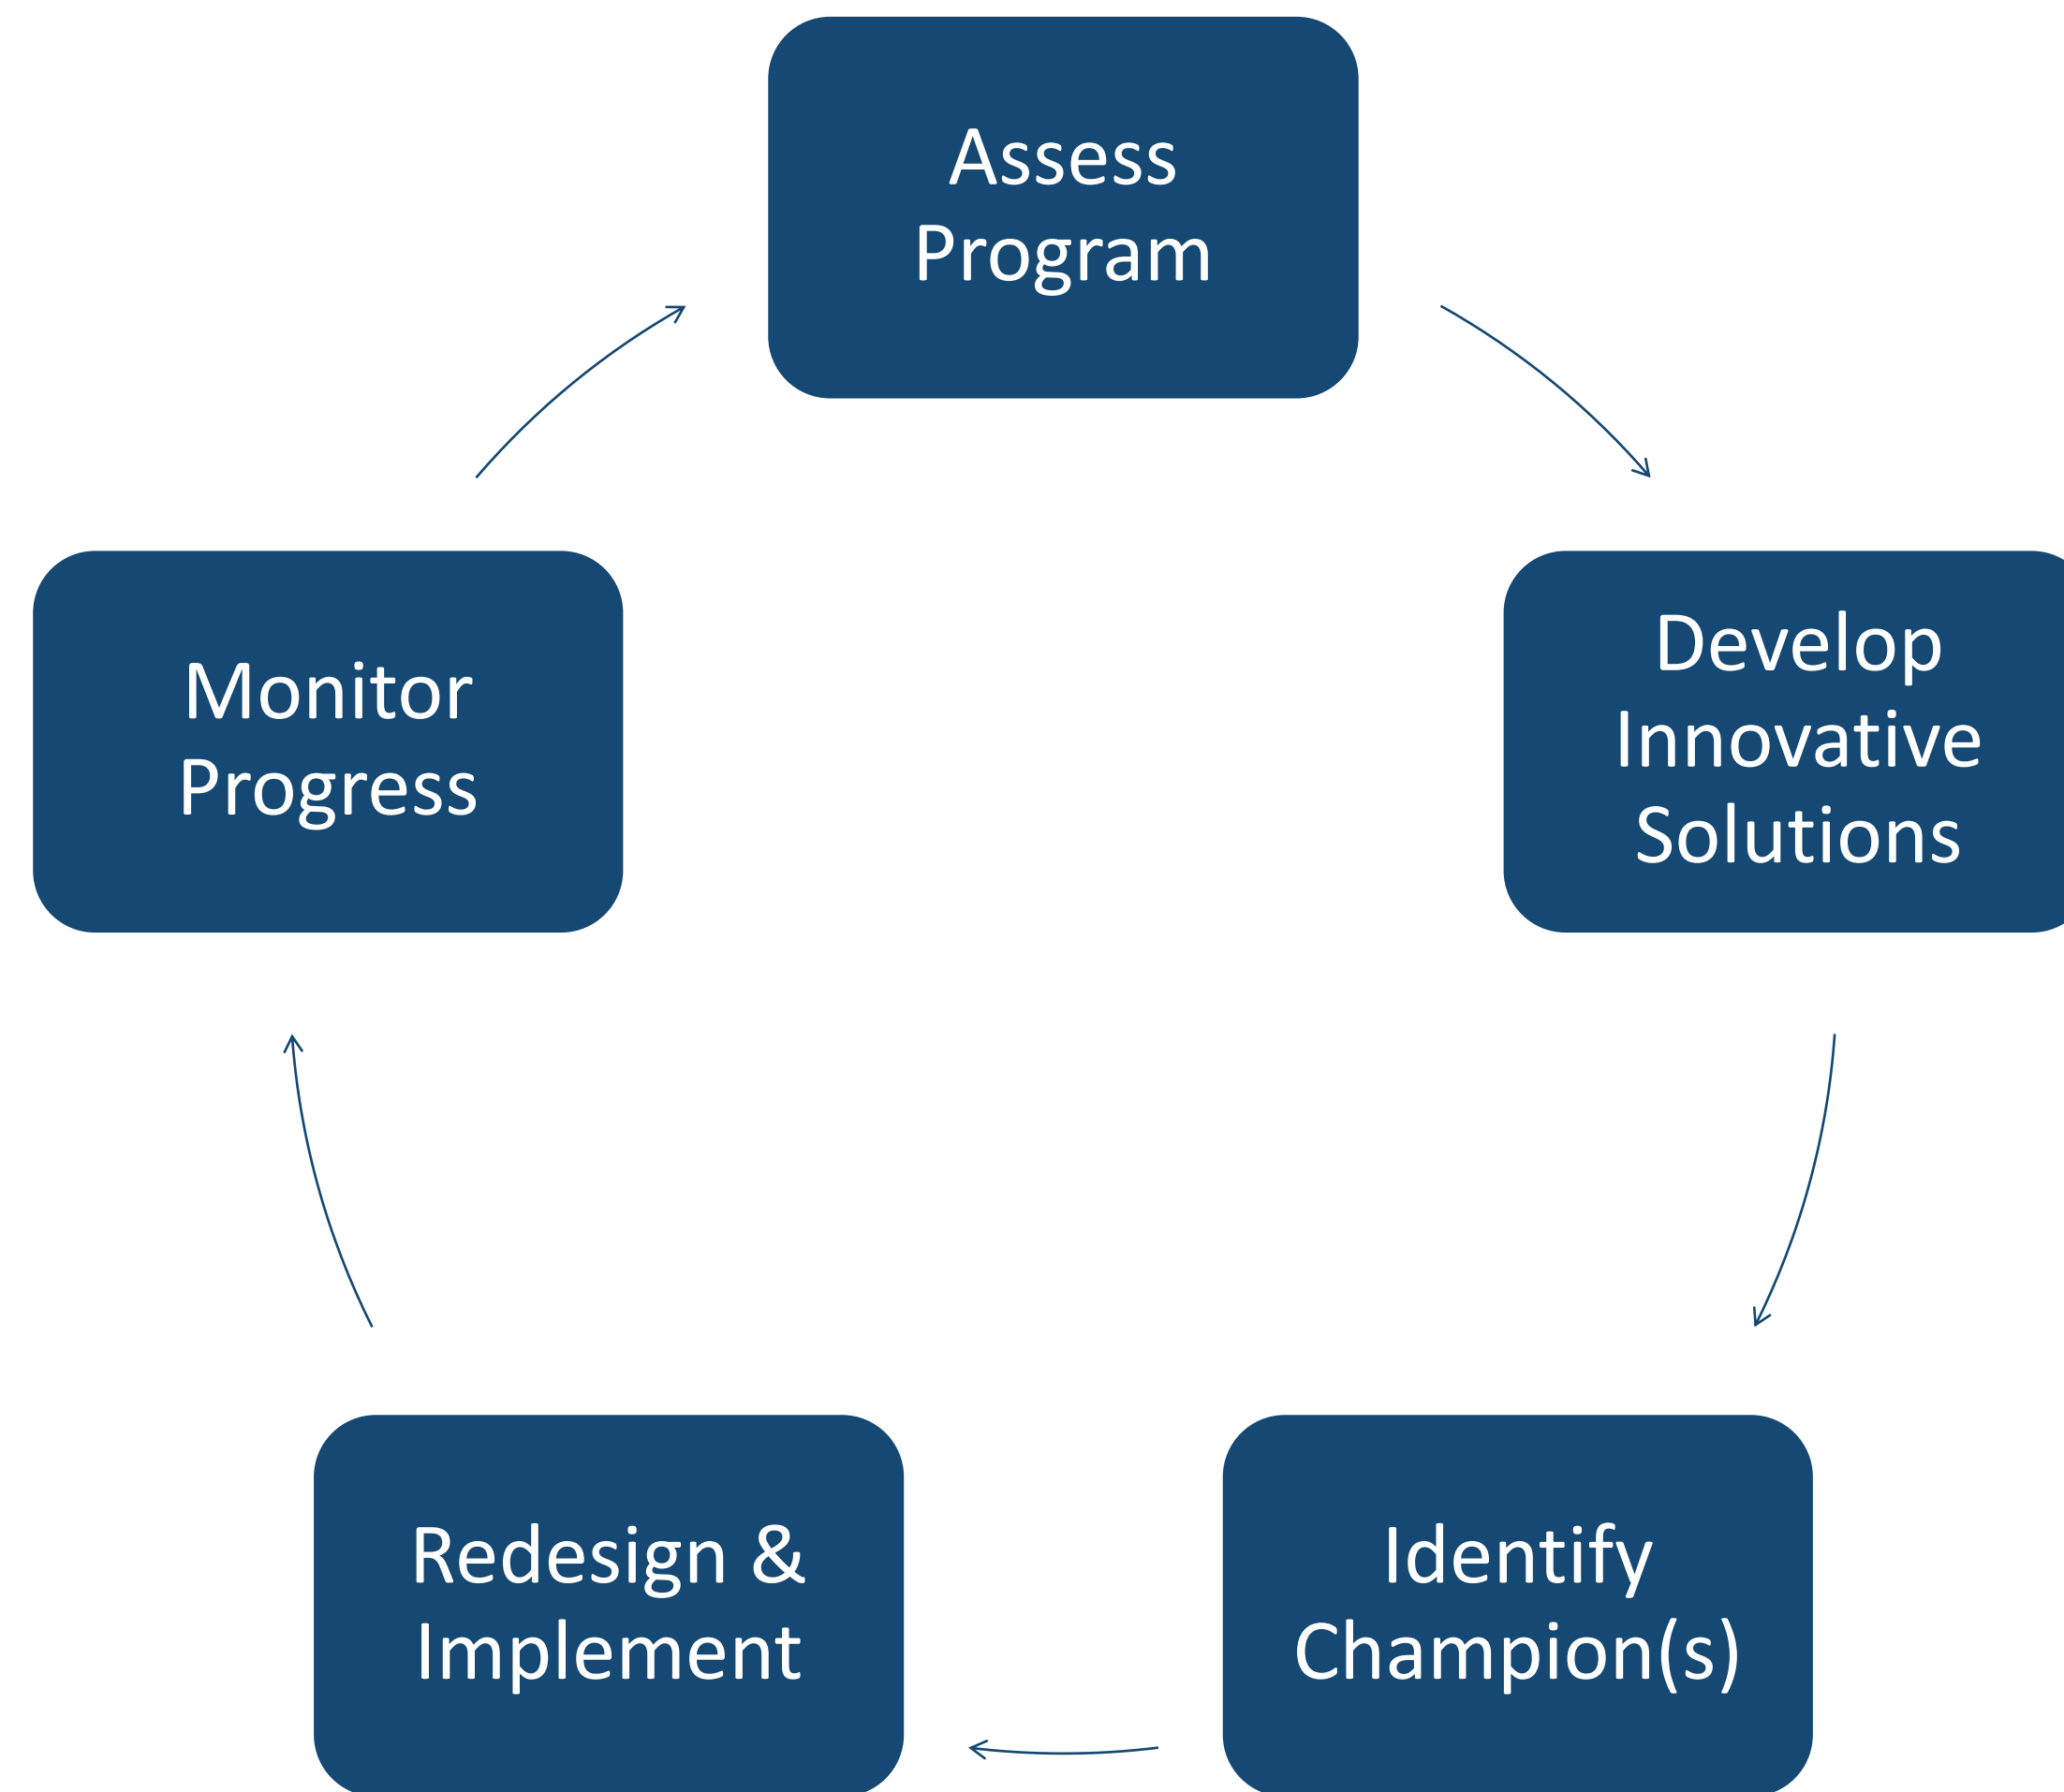 Assess
Program
Develop
Innovative
Solutions
Identify
Champion(s)
Redesign &
Implement
Monitor
Progress